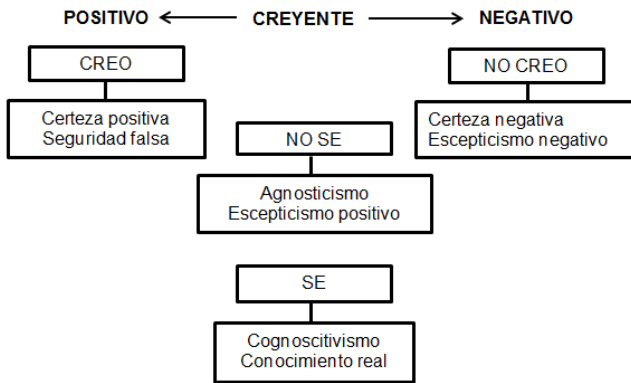 POSITIVO CREYENTE NEGATIVO
CREO
Certeza positiva
Seguridad falsa
NO CREO
Certeza negativa
Escepticismo negativo
NO SE
Agnosticismo
Escepticismo positivo
SE
Cognoscitivismo
Conocimiento real